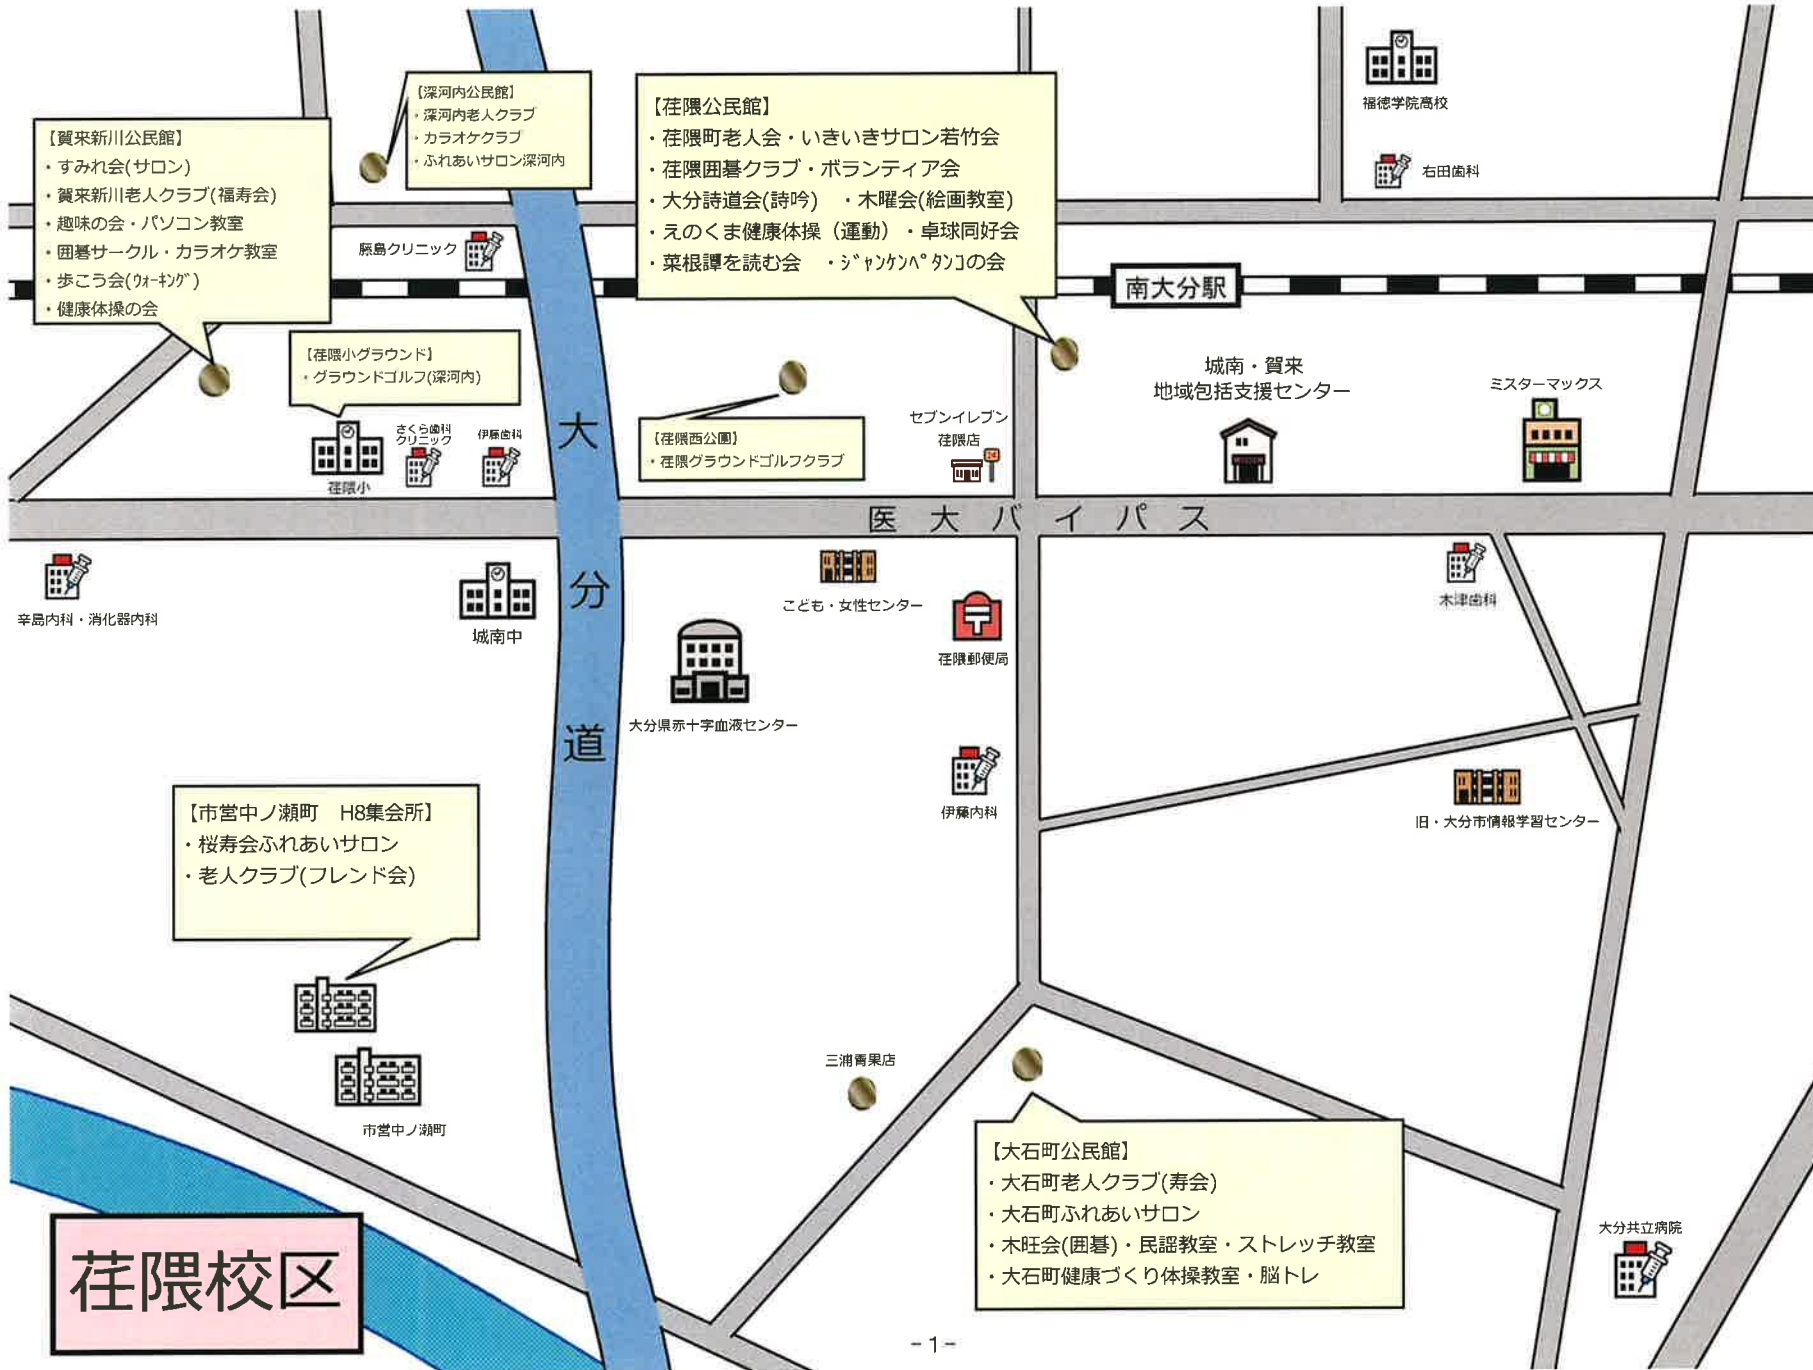 福徳学院高校
右田歯科
【深河内公民館】
・深河内老人クラブ
・カラオケクラブ
・ふれあいサロン深河内
【荏隈公民館】
・荏隈町老人会・いきいきサロン若竹会
・荏隈囲碁クラブ・ボランティア会
・大分詩道会(詩吟)　・木曜会(絵画教室)
・えのくま健康体操（運動）・卓球同好会
・菜根譚を読む会　・ｼﾞｬﾝｹﾝﾍﾟﾀﾝｺの会
【賀来新川公民館】
・すみれ会(サロン)
・賀来新川老人クラブ(福寿会)
・趣味の会・パソコン教室
・囲碁サークル・カラオケ教室
・歩こう会(ｳｫｰｷﾝｸﾞ)
・健康体操の会
藤島クリニック
南大分駅
【荏隈小グラウンド】
・グラウンドゴルフ(深河内)
城南・賀来
地域包括支援センター
ミスターマックス
セブンイレブン
荏隈店
24
さくら歯科
クリニック
伊藤歯科
荏隈小
【荏隈西公園】
・荏隈グラウンドゴルフクラブ
医大バイパス
大分道
辛島内科・消化器内科
城南中
こども・女性センター
荏隈郵便局
木津歯科
大分県赤十字血液センター
伊藤内科
旧・大分市情報学習センター
【市営中ノ瀬町　H8集会所】
・桜寿会ふれあいサロン
・老人クラブ(フレンド会)
市営中ノ瀬町
三浦青果店
【大石町公民館】
・大石町老人クラブ(寿会)
・大石町ふれあいサロン
・木旺会(囲碁)・民謡教室・ストレッチ教室
・大石町健康づくり体操教室・脳トレ
大分共立病院
荏隈校区
-1-